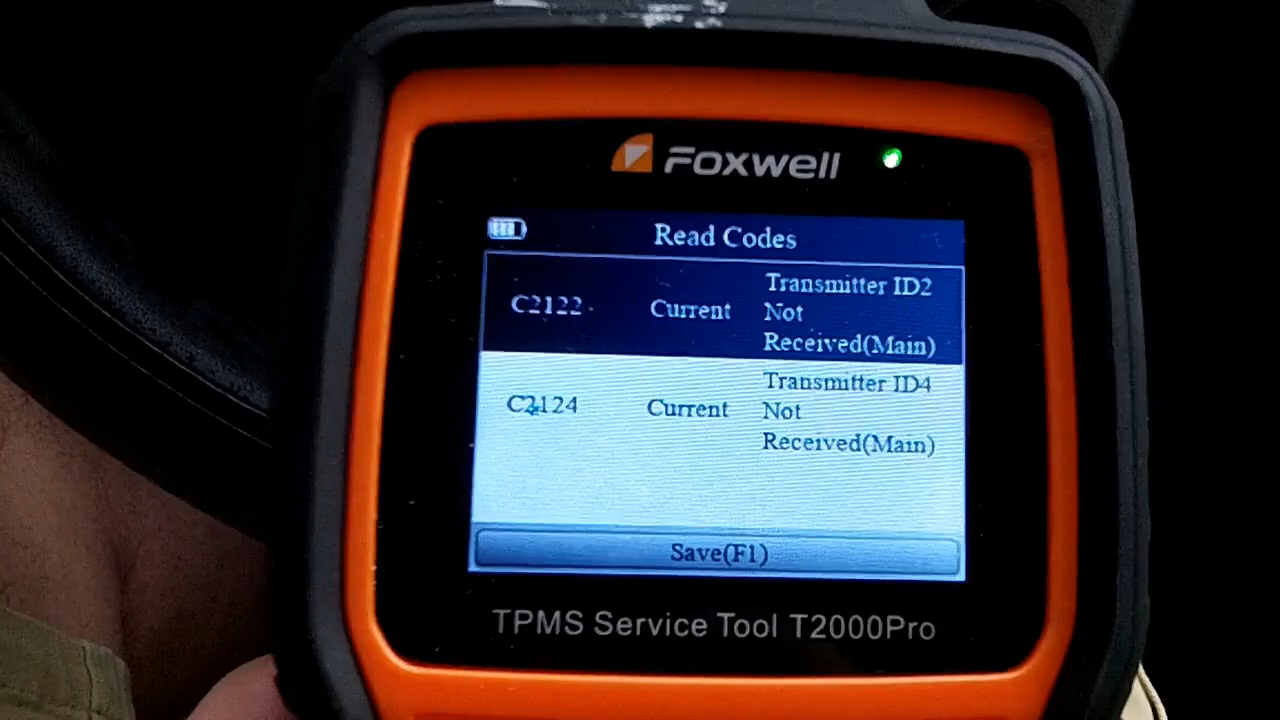 Foxwell
Read Codes
Transmitter ID2
C2122 Current Not
Received(Main)
Transmitter ID4
C2124 Current Not
Received(Main)
Save(F1)
TPMS Service Tool T2000Pro